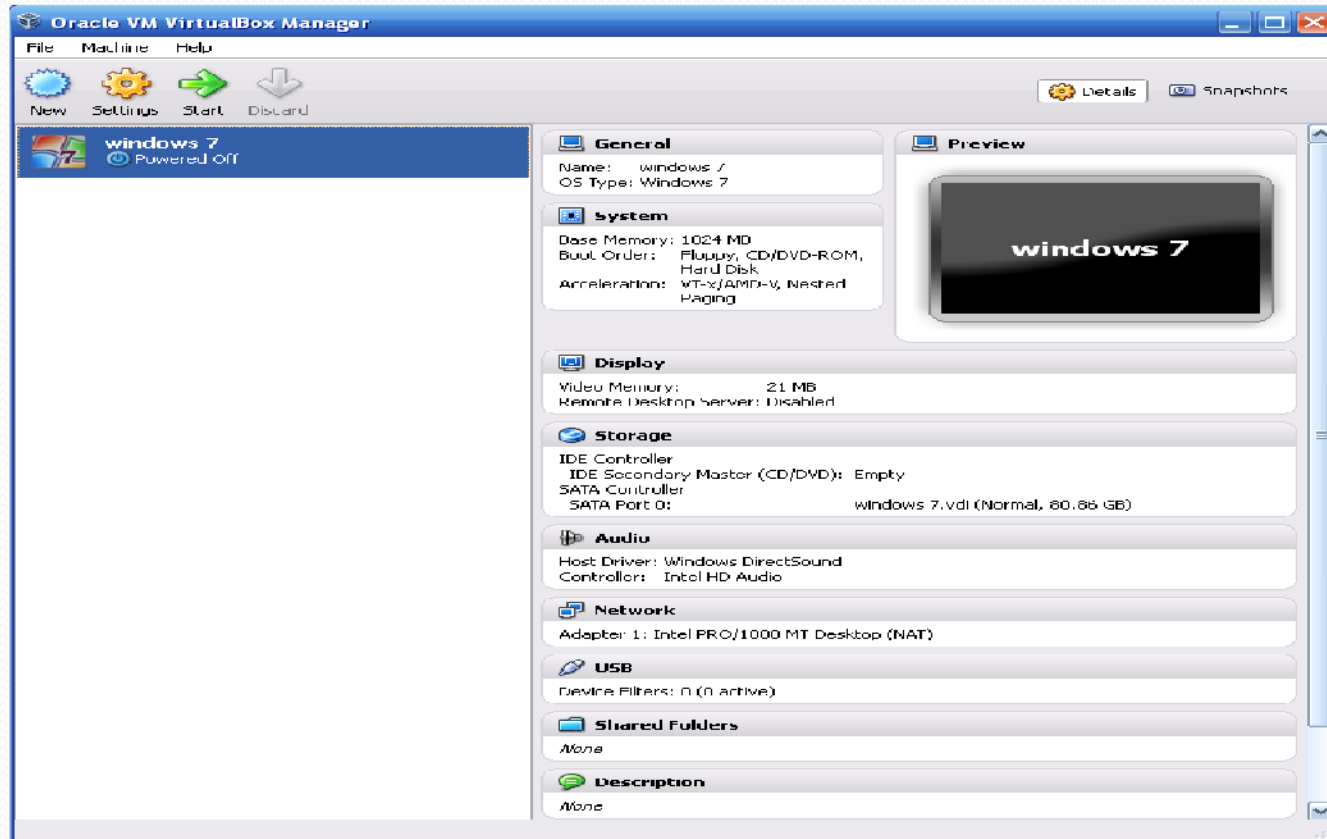 Oracle VM VirtualBox Manager
File Machine Help
New Settings Start Discard
Details Snapshots
windows 7
Powered Off
General
Name: windows 7
OS Type: Windows 7
System
Base Memory: 1024 MB
Boot Order: Floppy, CD/DVD-ROM,
Hard Disk
Acceleration: VT-x/AMD-V, Nested
Paging
Preview
windows 7
Display
Video Memory: 21 MB
Remote Desktop Server: Disabled
Storage
IDE Controller
IDE Secondary Master (CD/DVD): Empty
SATA Controller
SATA Port 0: windows 7.vdi (Normal, 80.86 GB)
Audio
Host Driver: Windows DirectSound
Controller: Intel HD Audio
Network
Adapter 1: Intel PRO/1000 MT Desktop (NAT)
USB
Device Filters: 0 (0 active)
Shared Folders
None
Description
None